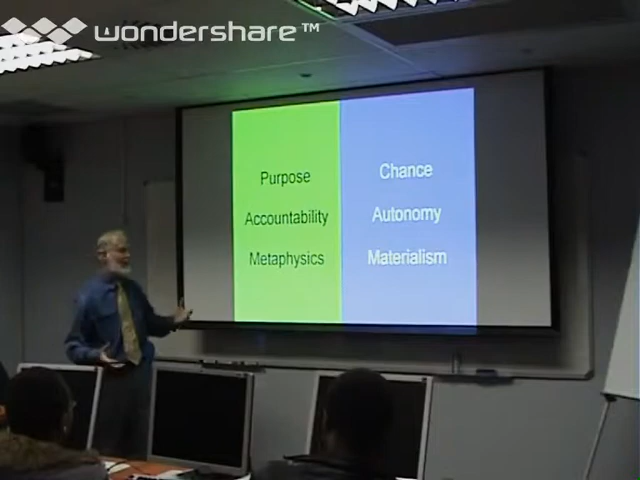 wondershare™
Purpose
Accountability
Metaphysics
Chance
Autonomy
Materialism